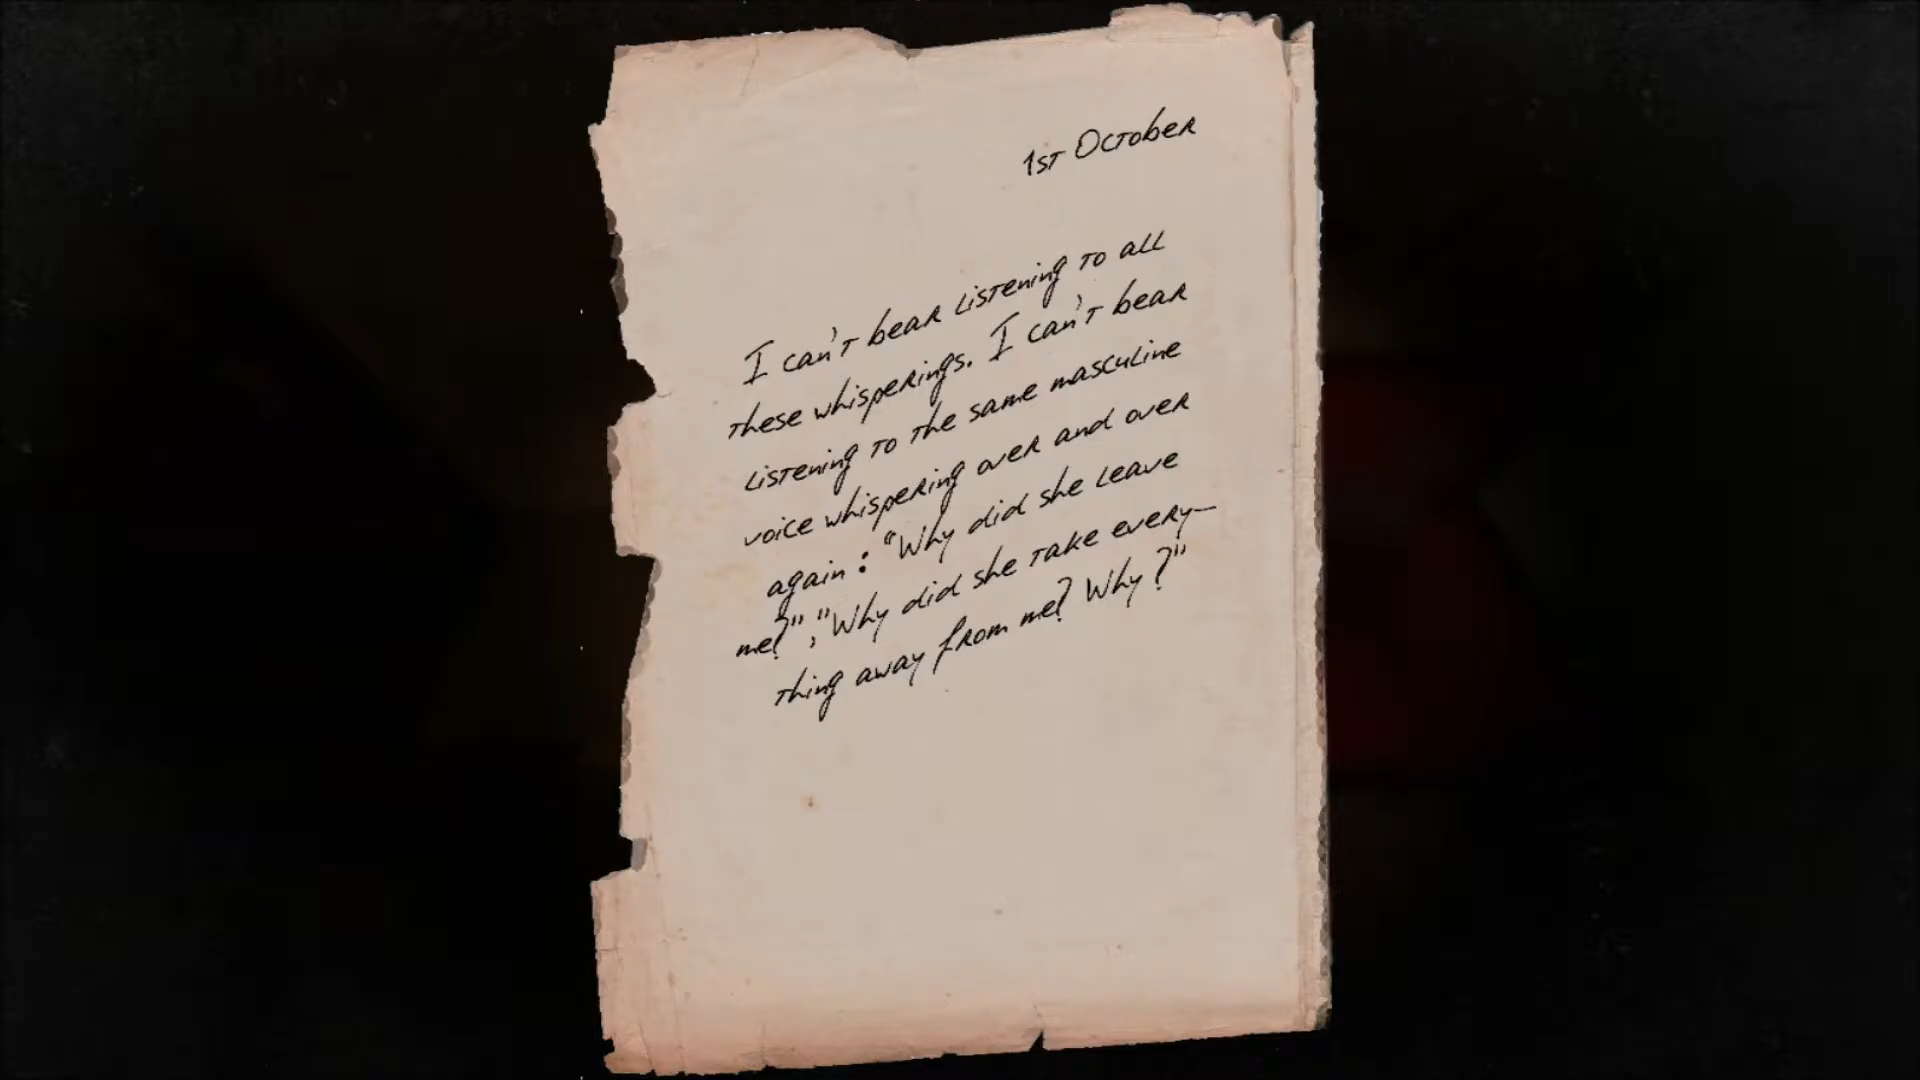 1st October
I can't bear listening to all
these whisperings. I can't bear
listening to the same masculine
voice whispering over and over
again: "Why did she leave
me?", "Why did she take every-
thing away from me? Why?"